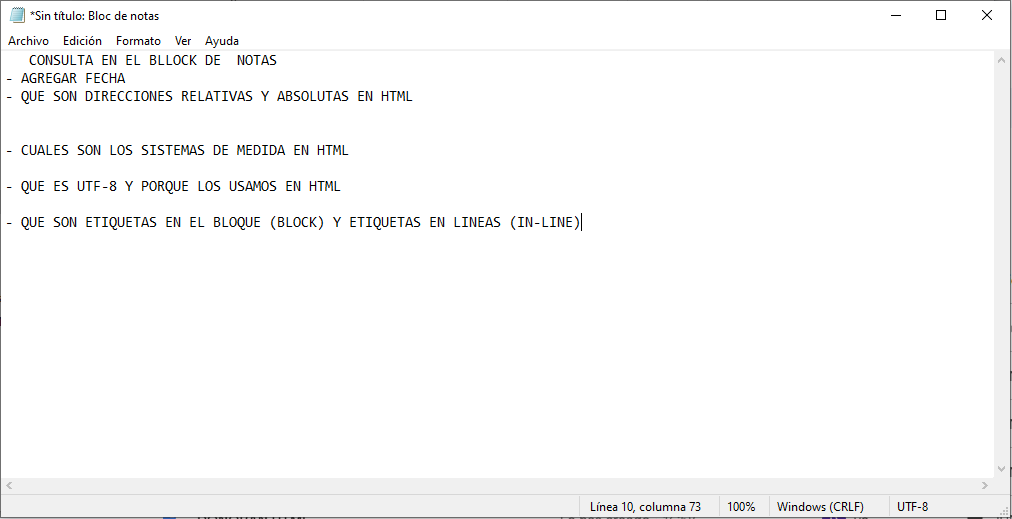 *Sin título: Bloc de notas
Archivo Edición Formato Ver Ayuda
CONSULTA EN EL BLLOCK DE  NOTAS
- AGREGAR FECHA
- QUE SON DIRECCIONES RELATIVAS Y ABSOLUTAS EN HTML
- CUALES SON LOS SISTEMAS DE MEDIDA EN HTML
- QUE ES UTF-8 Y PORQUE LOS USAMOS EN HTML
- QUE SON ETIQUETAS EN EL BLOQUE (BLOCK) Y ETIQUETAS EN LINEAS (IN-LINE)
Línea 10, columna 73 100% Windows (CRLF) UTF-8